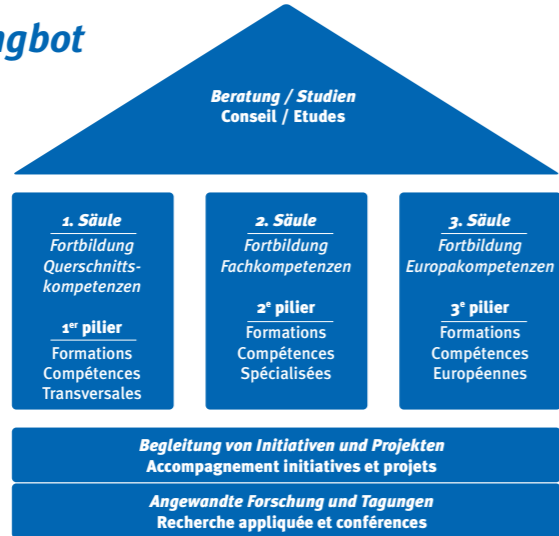 Beratung / Studien
Conseil / Etudes
1. Säule
Fortbildung
Querschnitts-
kompetenzen
1er pilier
Formations
Compétences
Transversales
2. Säule
Fortbildung
Fachkompetenzen
2e pilier
Formations
Compétences
Spécialisées
3. Säule
Fortbildung
Europakompetenzen
3e pilier
Formations
Compétences
Européennes
Begleitung von Initiativen und Projekten
Accompagnement initiatives et projets
Angewandte Forschung und Tagungen
Recherche appliquée et conférences